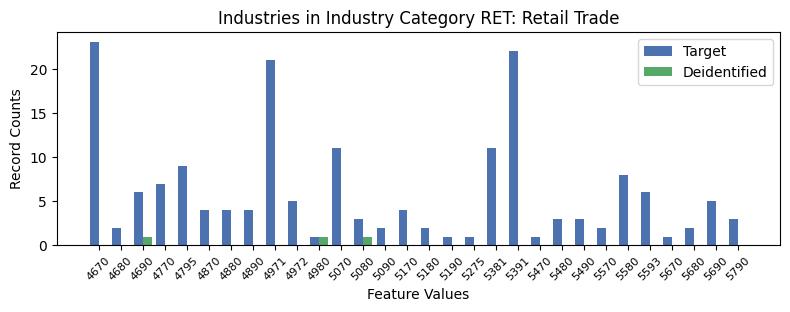 Industries in Industry Category RET: Retail Trade
Target
Deidentified
Record Counts
20
15
10
5
0
4670 4680 4690 4770 4795 4870 4880 4890 4971 4972 4980 5070 5080 5090 5170 5180 5190 5275 5381 5391 5470 5480 5490 5570 5580 5593 5670 5680 5690 5790
Feature Values